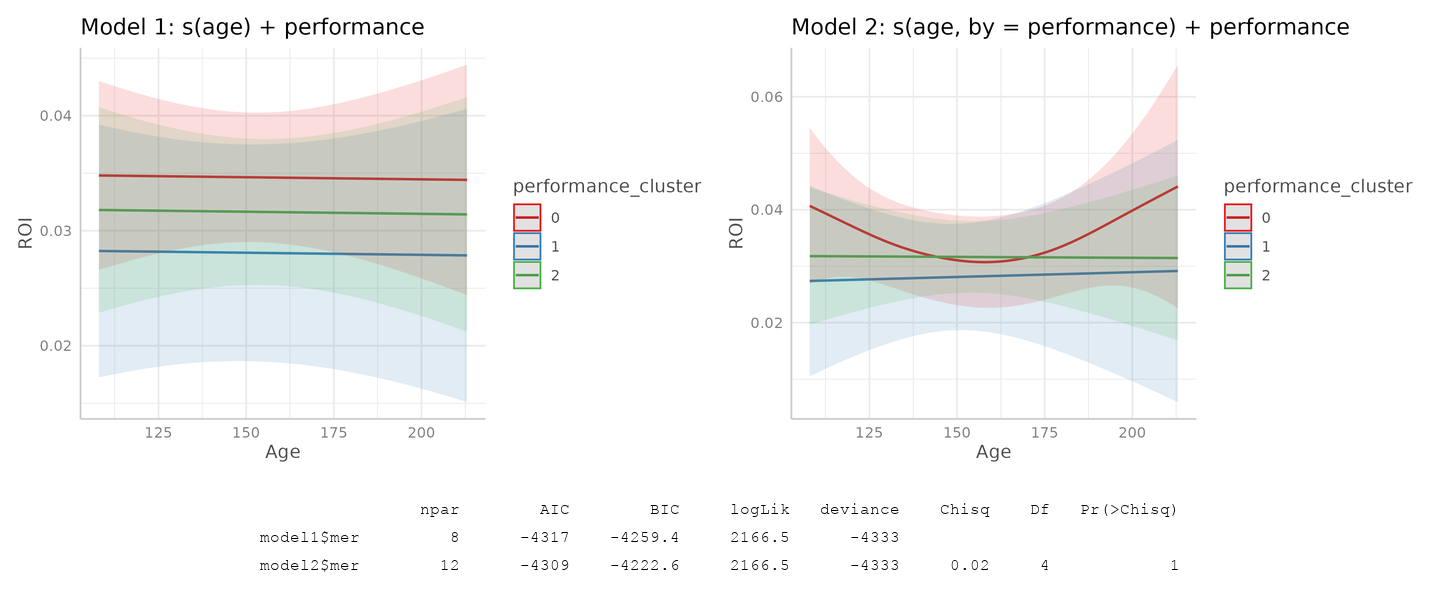 Model 1: s(age) + performance
0.04
0.03
0.02
ROI
125 150 175 200
Age
performance_cluster
0
1
2
Model 2: s(age, by = performance) + performance
0.06
0.04
0.02
ROI
125 150 175 200
Age
performance_cluster
0
1
2
npar AIC BIC logLik deviance Chisq Df Pr(>Chisq)
model1$mer 8 -4317 -4259.4 2166.5 -4333
model2$mer 12 -4309 -4222.6 2166.5 -4333 0.02 4 1